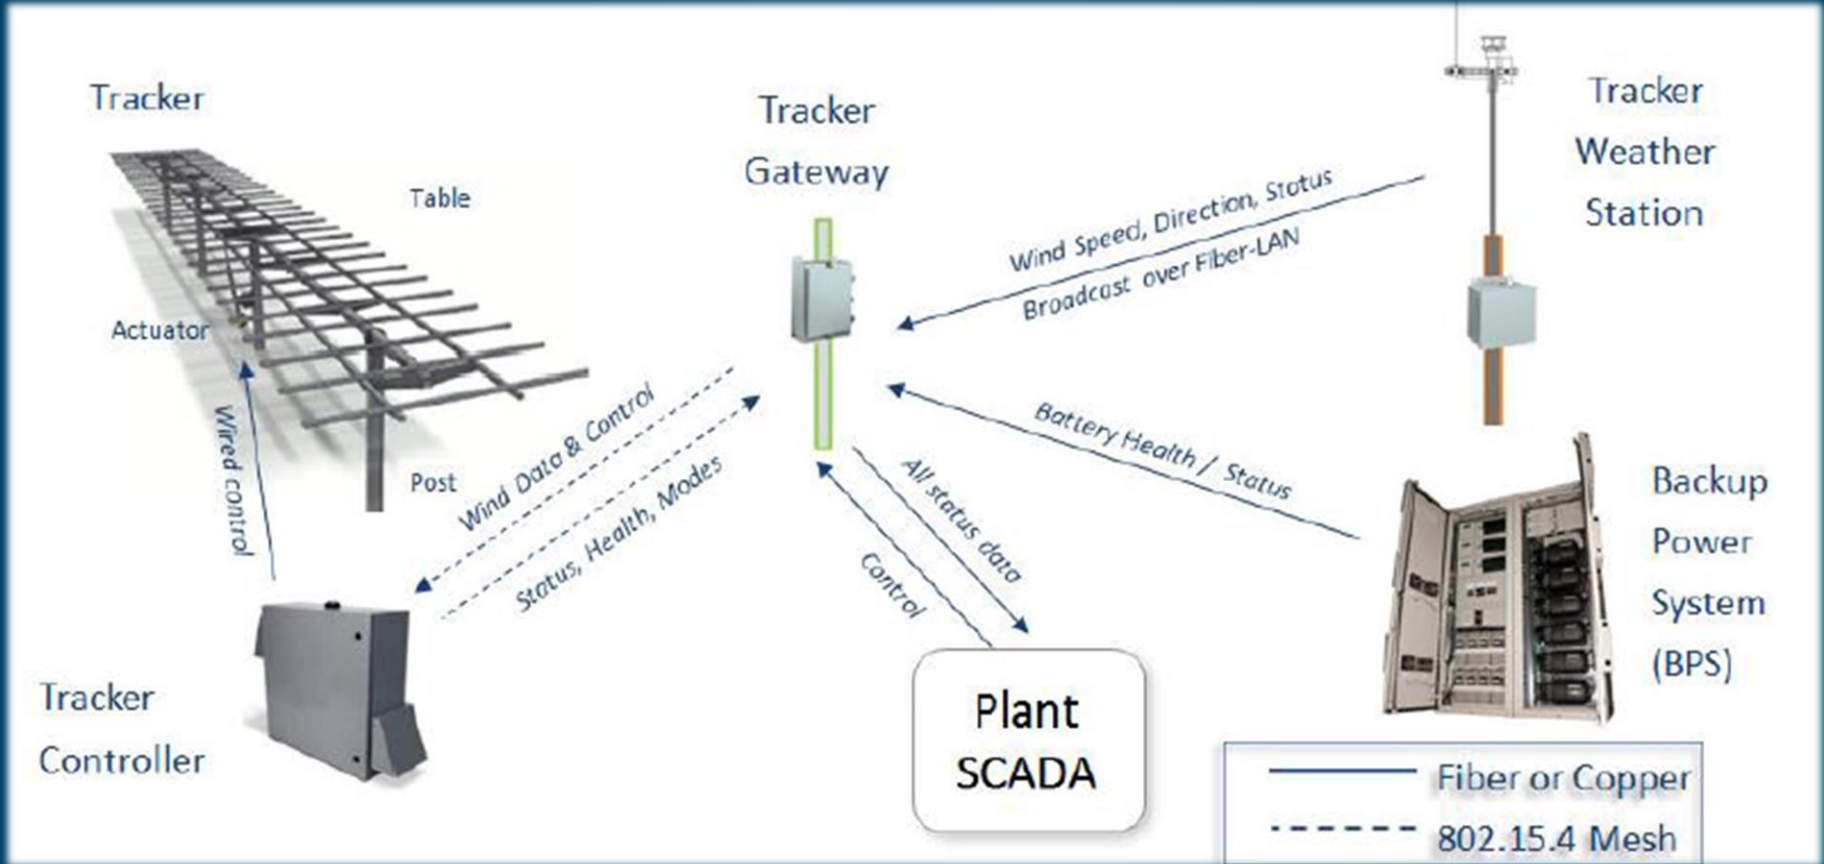 Tracker
Table
Actuator
Post
Wired control
Tracker
Controller
Wind Data & Control
Status, Health, Modes
Tracker
Gateway
Wind Speed, Direction, Status
Broadcast over Fiber-LAN
Battery Health / Status
All status data
Control
Plant
SCADA
Tracker
Weather
Station
Backup
Power
System
(BPS)
Fiber or Copper
802.15.4 Mesh